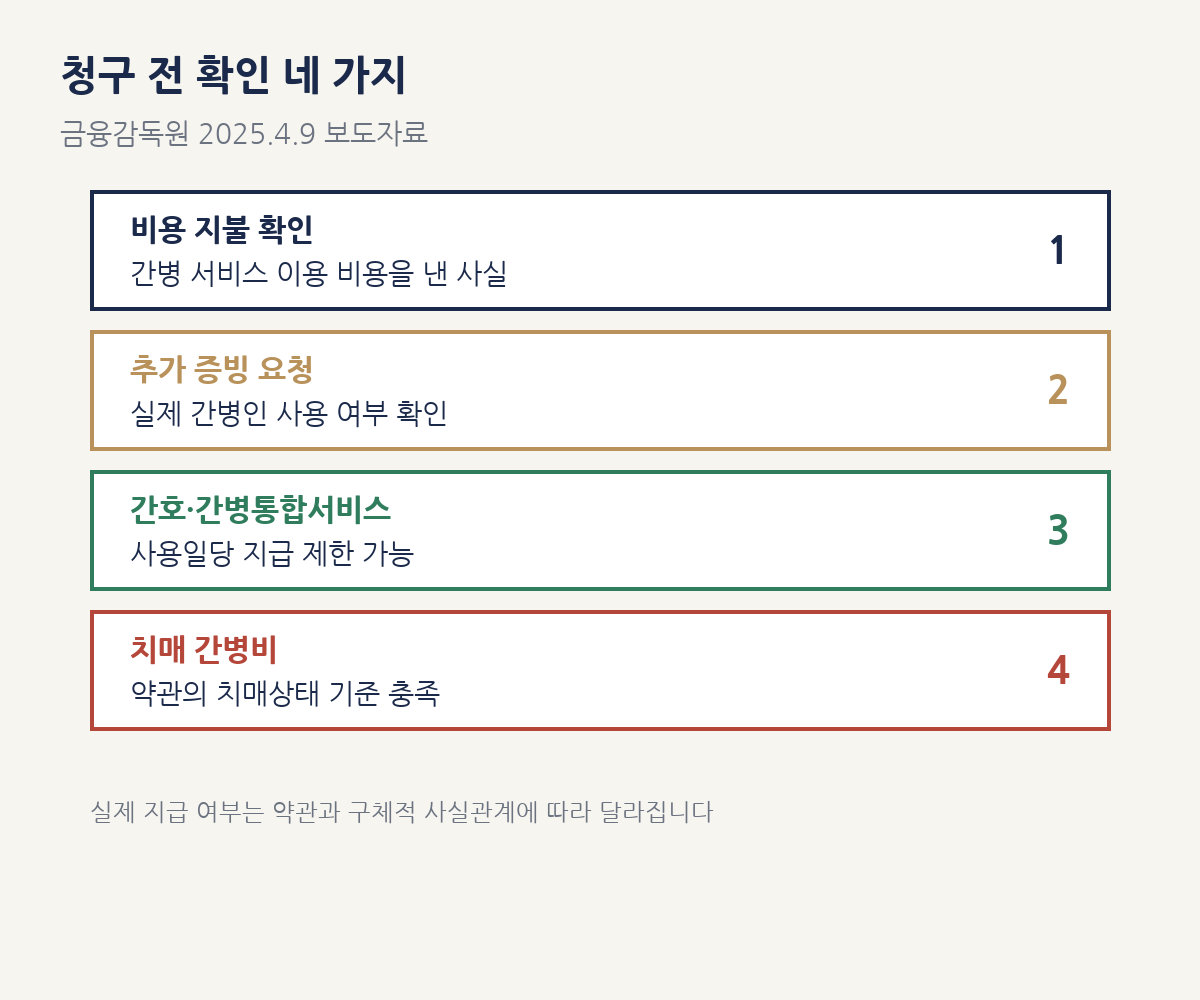 청구 전 확인 네 가지
금융감독원 2025.4.9 보도자료
비용 지불 확인
간병 서비스 이용 비용을 낸 사실
1
추가 증빙 요청
실제 간병인 사용 여부 확인
2
간호·간병통합서비스
사용일당 지급 제한 가능
3
치매 간병비
약관의 치매상태 기준 충족
4
실제 지급 여부는 약관과 구체적 사실관계에 따라 달라집니다